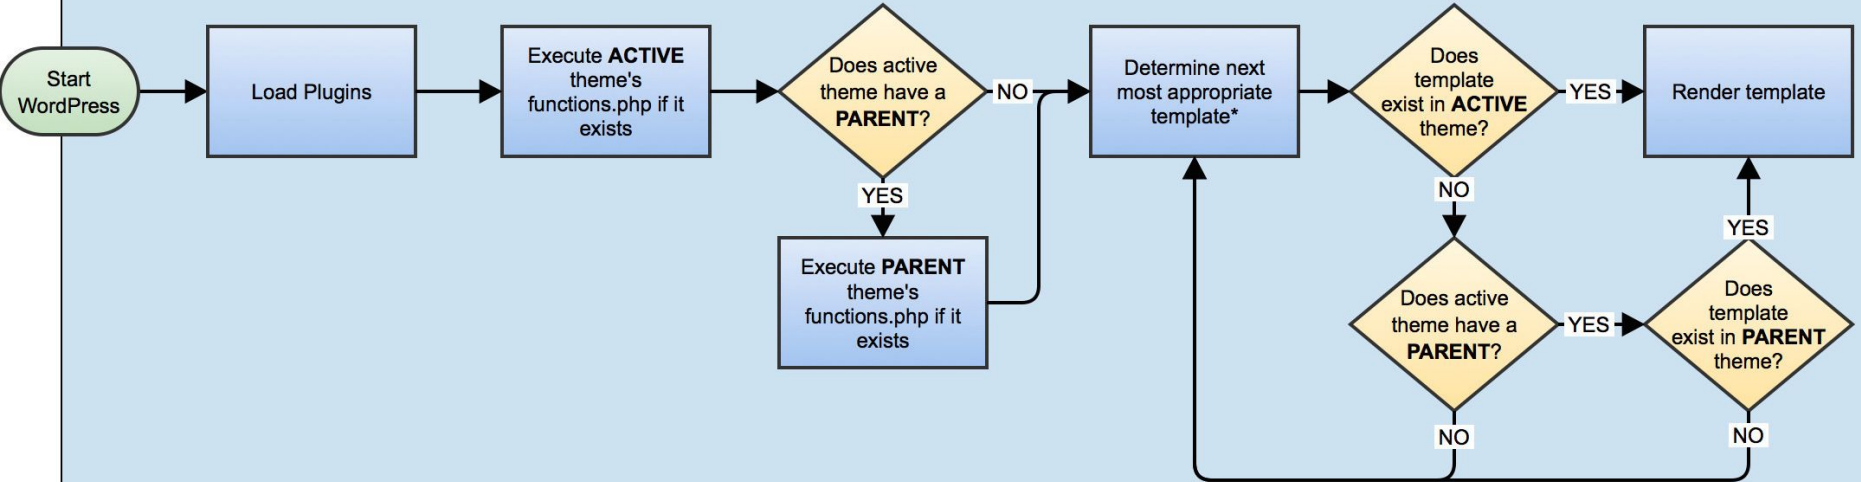 Start
WordPress
Load Plugins
Execute ACTIVE
theme's
functions.php if it
exists
Does active
theme have a
PARENT?
NO
YES
Execute PARENT
theme's
functions.php if it
exists
Determine next
most appropriate
template*
Does
template
exist in ACTIVE
theme?
YES
Render template
NO
Does active
theme have a
PARENT?
YES
Does
template
exist in PARENT
theme?
YES
NO
NO